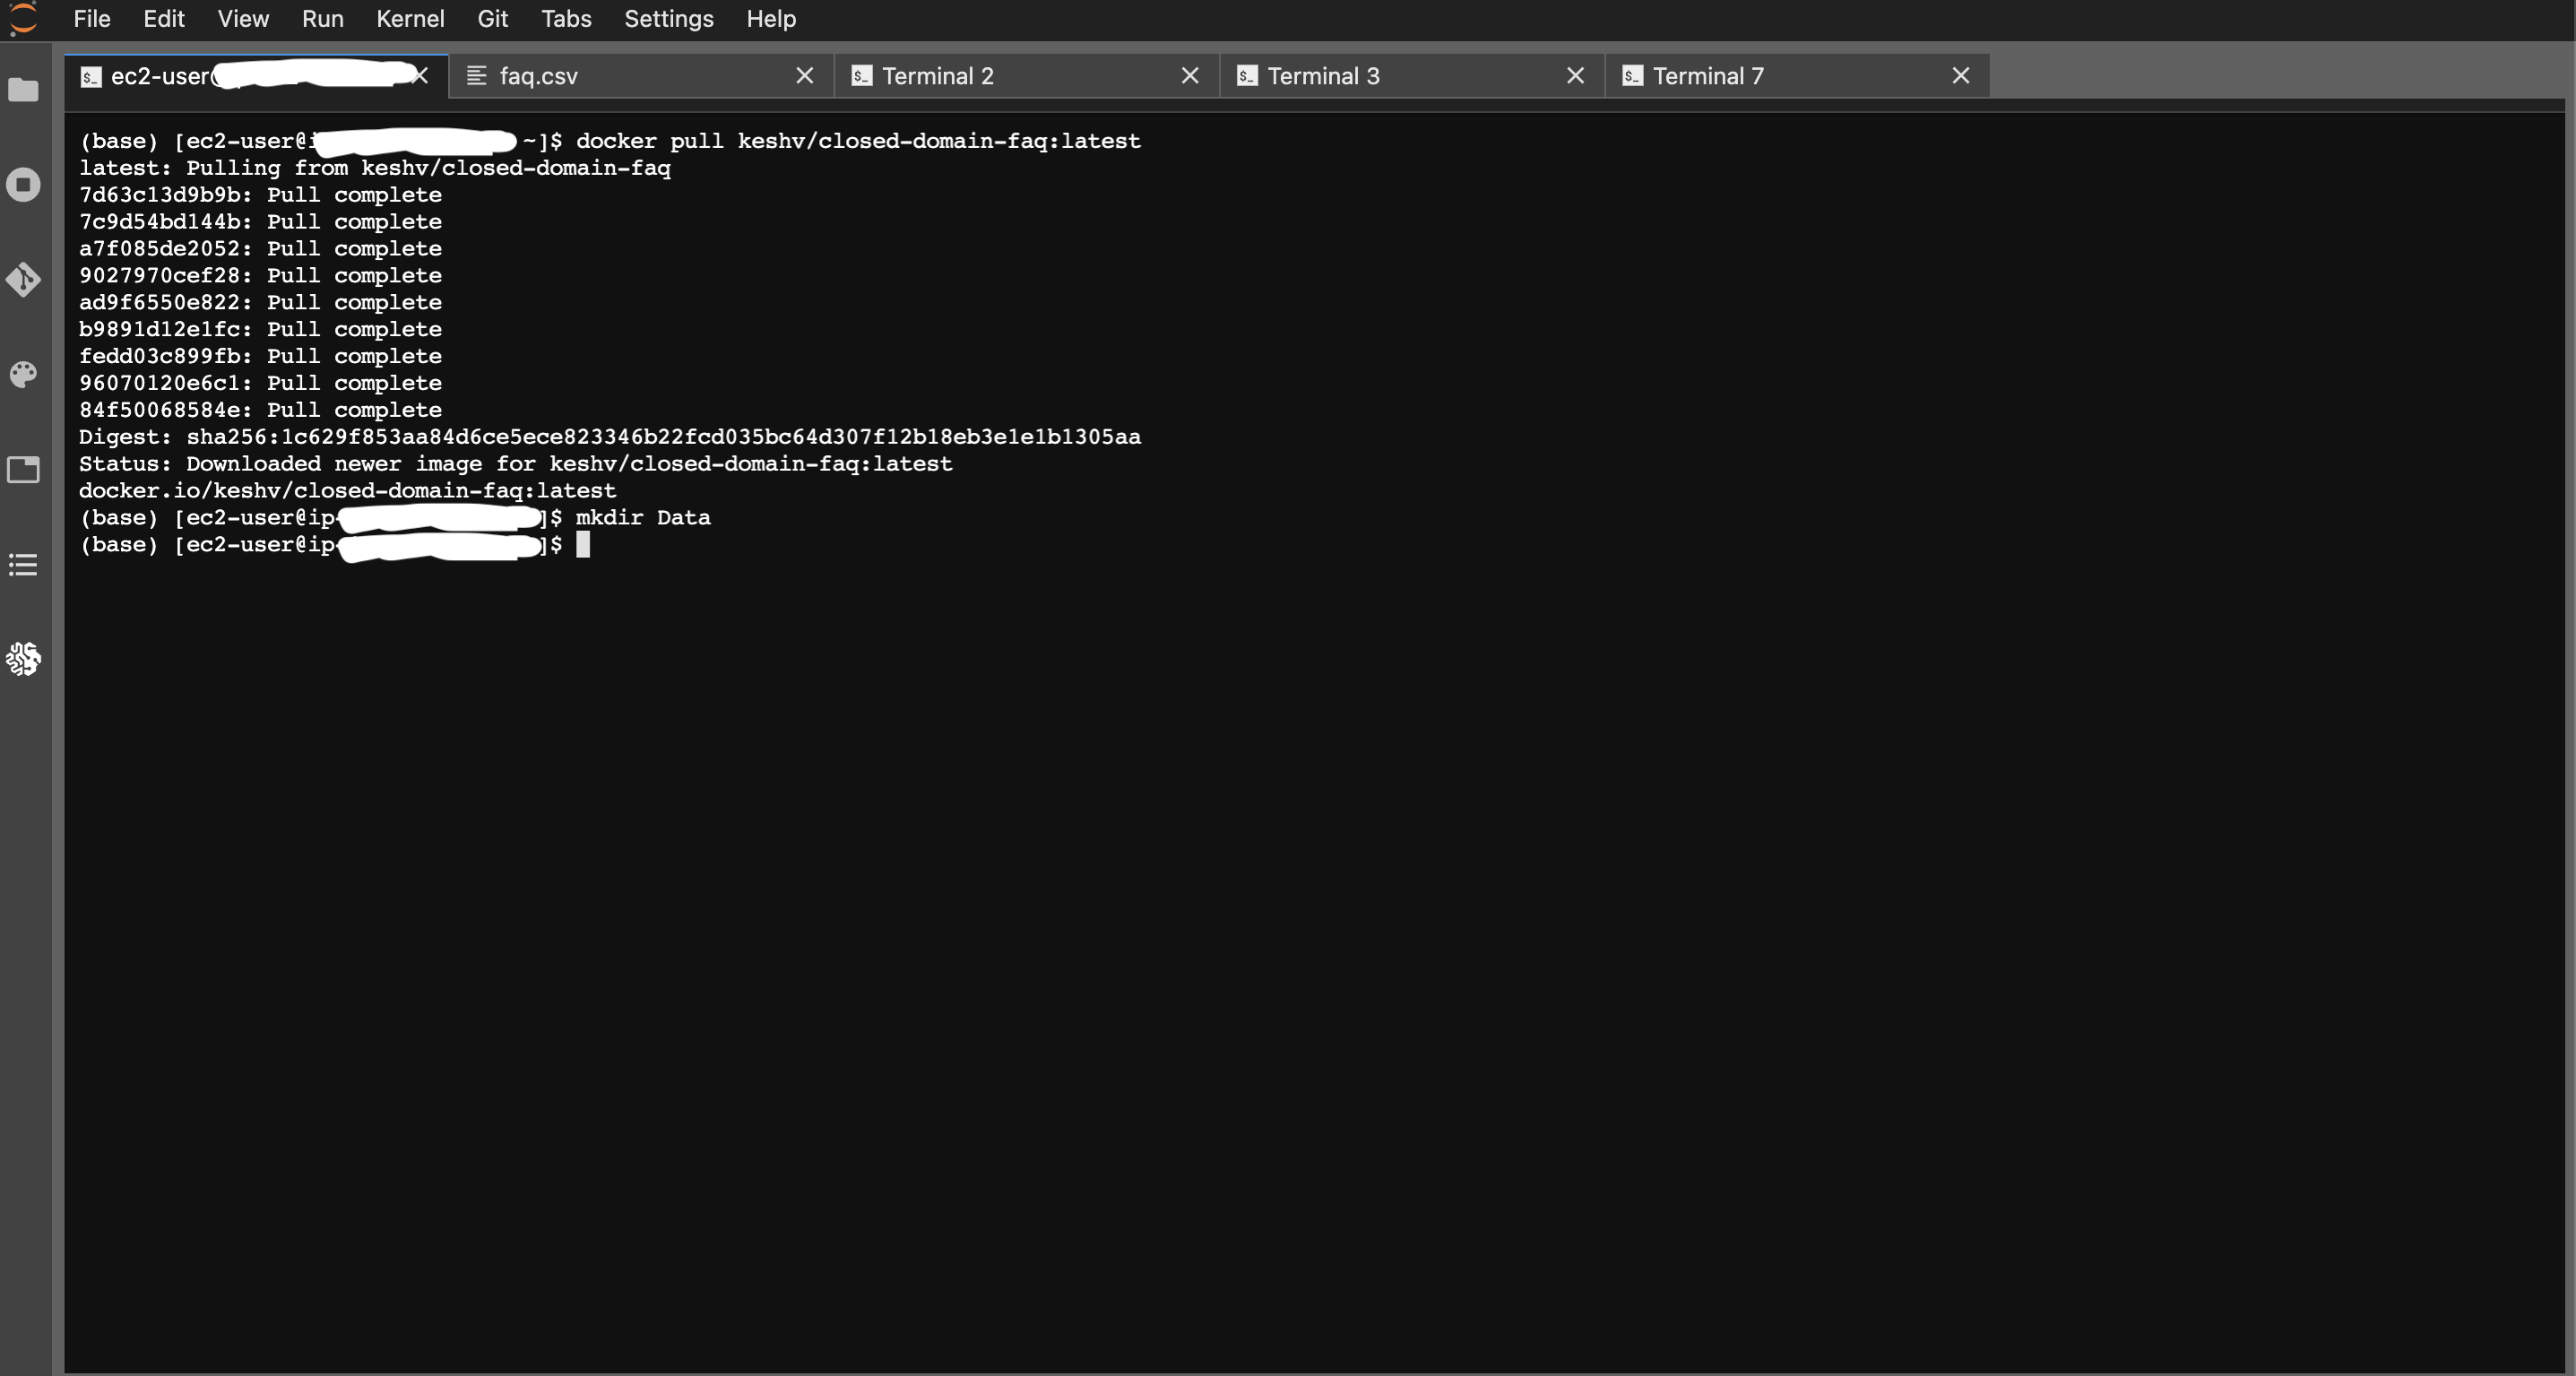 File Edit View Run Kernel Git Tabs Settings Help
ec2-user@ faq.csv Terminal 2 Terminal 3 Terminal 7
(base) [ec2-user@i ~]$ docker pull keshv/closed-domain-faq:latest
latest: Pulling from keshv/closed-domain-faq
7d63c13d9b9b: Pull complete
7c9d54bd144b: Pull complete
a7f085de2052: Pull complete
9027970cef28: Pull complete
ad9f6550e822: Pull complete
b9891d12e1fc: Pull complete
fedd03c899fb: Pull complete
96070120e6c1: Pull complete
84f50068584e: Pull complete
Digest: sha256:1c629f853aa84d6ce5ece823346b22fcd035bc64d307f12b18eb3e1e1b1305aa
Status: Downloaded newer image for keshv/closed-domain-faq:latest
docker.io/keshv/closed-domain-faq:latest
(base) [ec2-user@ip- ]$ mkdir Data
(base) [ec2-user@ip- ]$